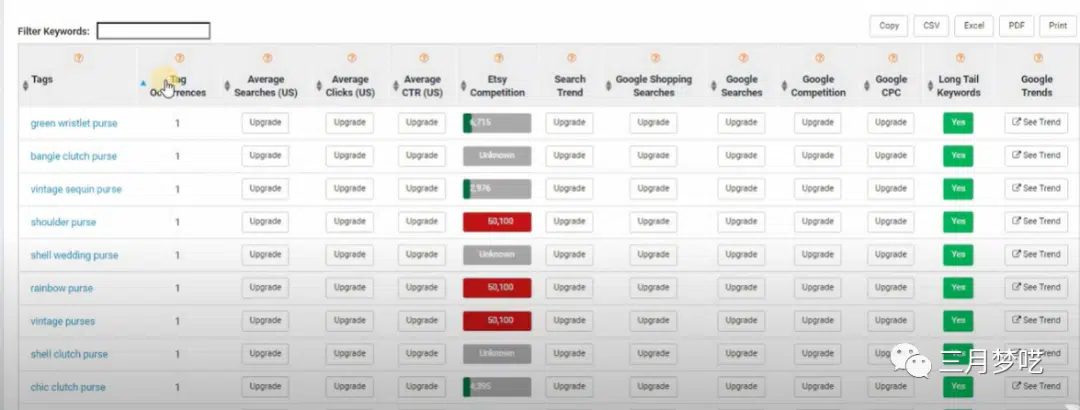 Filter Keywords:
Copy CSV Excel PDF Print
Tags Tag Occurrences Average Searches (US) Average Clicks (US) Average CTR (US) Etsy Competition Search Trend Google Shopping Searches Google Searches Google Competition Google CPC Long Tail Keywords Google Trends
green wristlet purse 1 Upgrade Upgrade Upgrade 6,715 Upgrade Upgrade Upgrade Upgrade Upgrade Yes See Trend
bangle clutch purse 1 Upgrade Upgrade Upgrade Unknown Upgrade Upgrade Upgrade Upgrade Upgrade Yes See Trend
vintage sequin purse 1 Upgrade Upgrade Upgrade 2,976 Upgrade Upgrade Upgrade Upgrade Upgrade Yes See Trend
shoulder purse 1 Upgrade Upgrade Upgrade 50,100 Upgrade Upgrade Upgrade Upgrade Upgrade Yes See Trend
shell wedding purse 1 Upgrade Upgrade Upgrade Unknown Upgrade Upgrade Upgrade Upgrade Upgrade Yes See Trend
rainbow purse 1 Upgrade Upgrade Upgrade 50,100 Upgrade Upgrade Upgrade Upgrade Upgrade Yes See Trend
vintage purses 1 Upgrade Upgrade Upgrade 50,100 Upgrade Upgrade Upgrade Upgrade Upgrade Yes See Trend
shell clutch purse 1 Upgrade Upgrade Upgrade Unknown Upgrade Upgrade Upgrade Upgrade Upgrade Yes See Trend
chic clutch purse 1 Upgrade Upgrade Upgrade 4,395 Upgrade Upgrade Upgrade Upgrade Upgrade Yes See Trend
三月梦呓